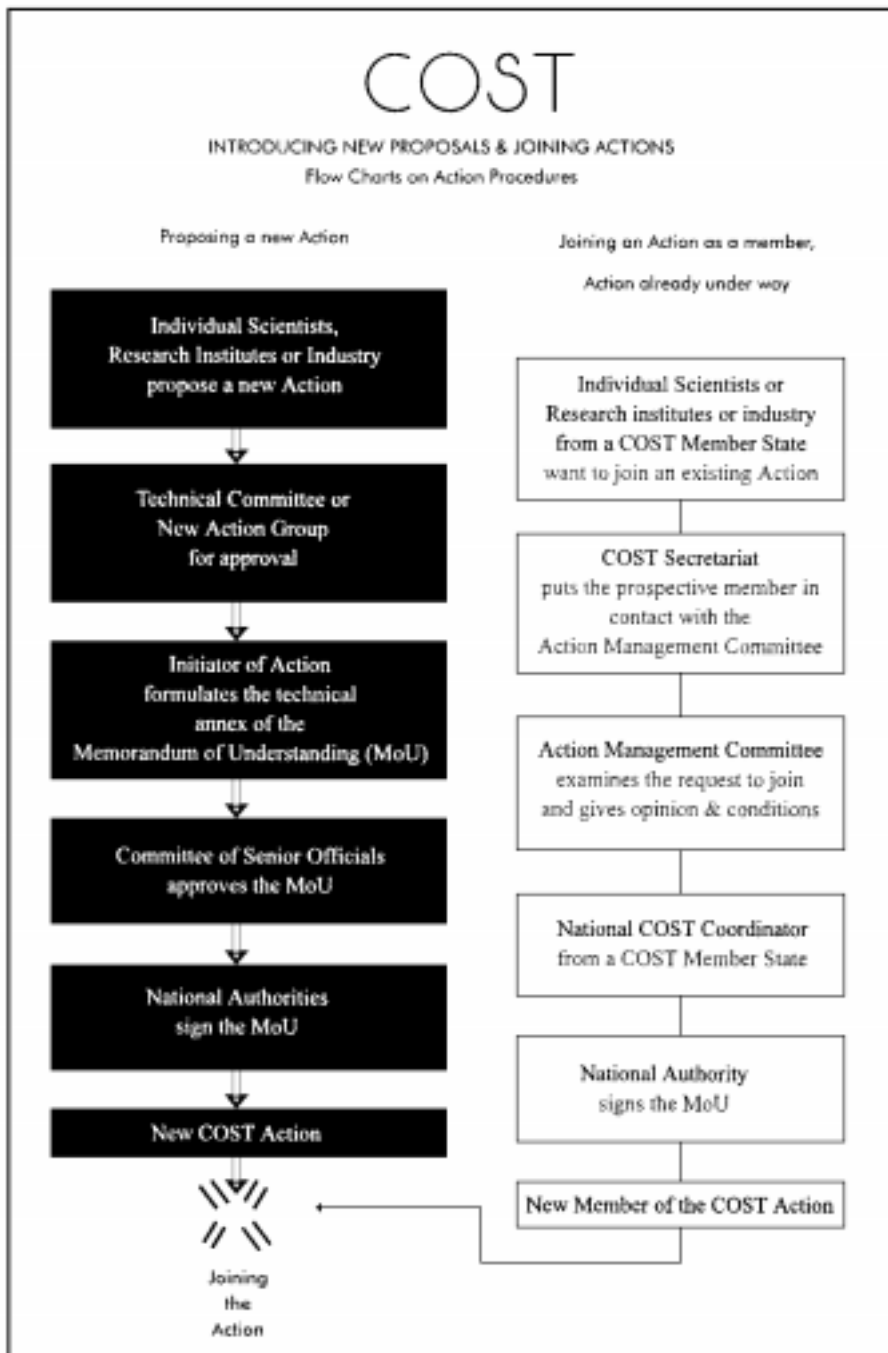 COST
INTRODUCING NEW PROPOSALS & JOINING ACTIONS
Flow Charts on Action Procedures
Proposing a new Action
Individual Scientists,
Research Institutes or Industry
propose a new Action
Technical Committee or
New Action Group
for approval
Initiator of Action
formulates the technical
annex of the
Memorandum of Understanding (MoU)
Committee of Senior Officials
approves the MoU
National Authorities
sign the MoU
New COST Action
Joining
the
Action
Joining an Action as a member,
Action already under way
Individual Scientists or
Research institutes or industry
from a COST Member State
want to join an existing Action
COST Secretariat
puts the prospective member in
contact with the
Action Management Committee
Action Management Committee
examines the request to join
and gives opinion & conditions
National COST Coordinator
from a COST Member State
National Authority
signs the MoU
New Member of the COST Action